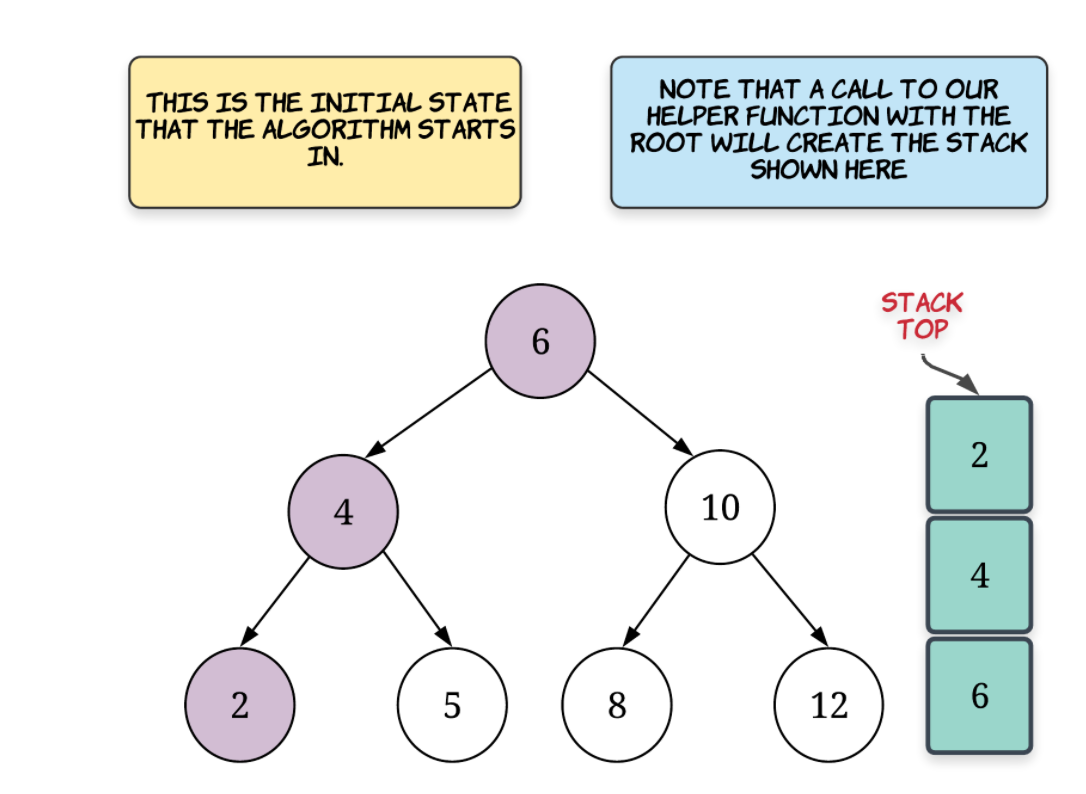 THIS IS THE INITIAL STATE
THAT THE ALGORITHM STARTS
IN.
NOTE THAT A CALL TO OUR
HELPER FUNCTION WITH THE
ROOT WILL CREATE THE STACK
SHOWN HERE
STACK
TOP
6
4
10
2
5
8
12
2
4
6